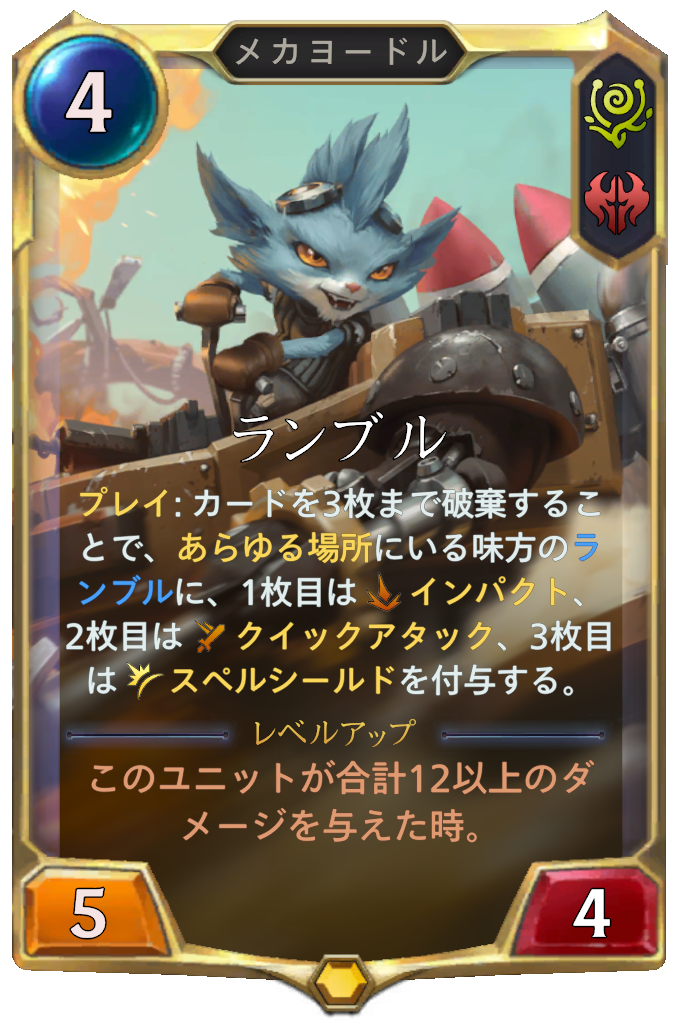 4
メカヨードル
ランブル
プレイ: カードを3枚まで破棄するこ
とで、あらゆる場所にいる味方のラ
ンブルに、1枚目は インパクト、
2枚目は クイックアタック、3枚目
は スペルシールドを付与する。
レベルアップ
このユニットが合計12以上のダ
メージを与えた時。
5
4